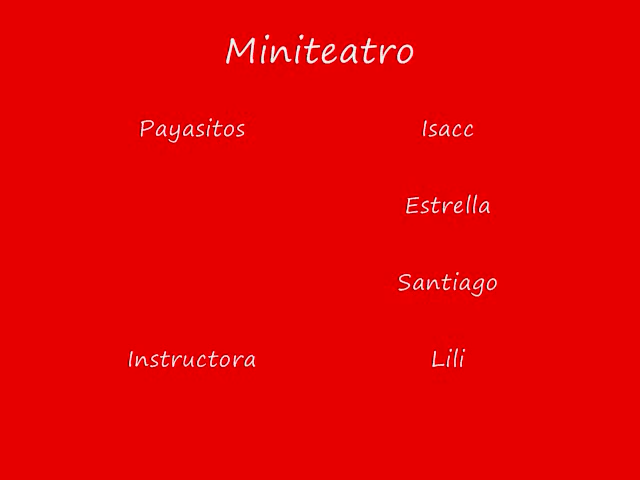 Miniteatro
Payasitos Isacc
Estrella
Santiago
Instructora Lili